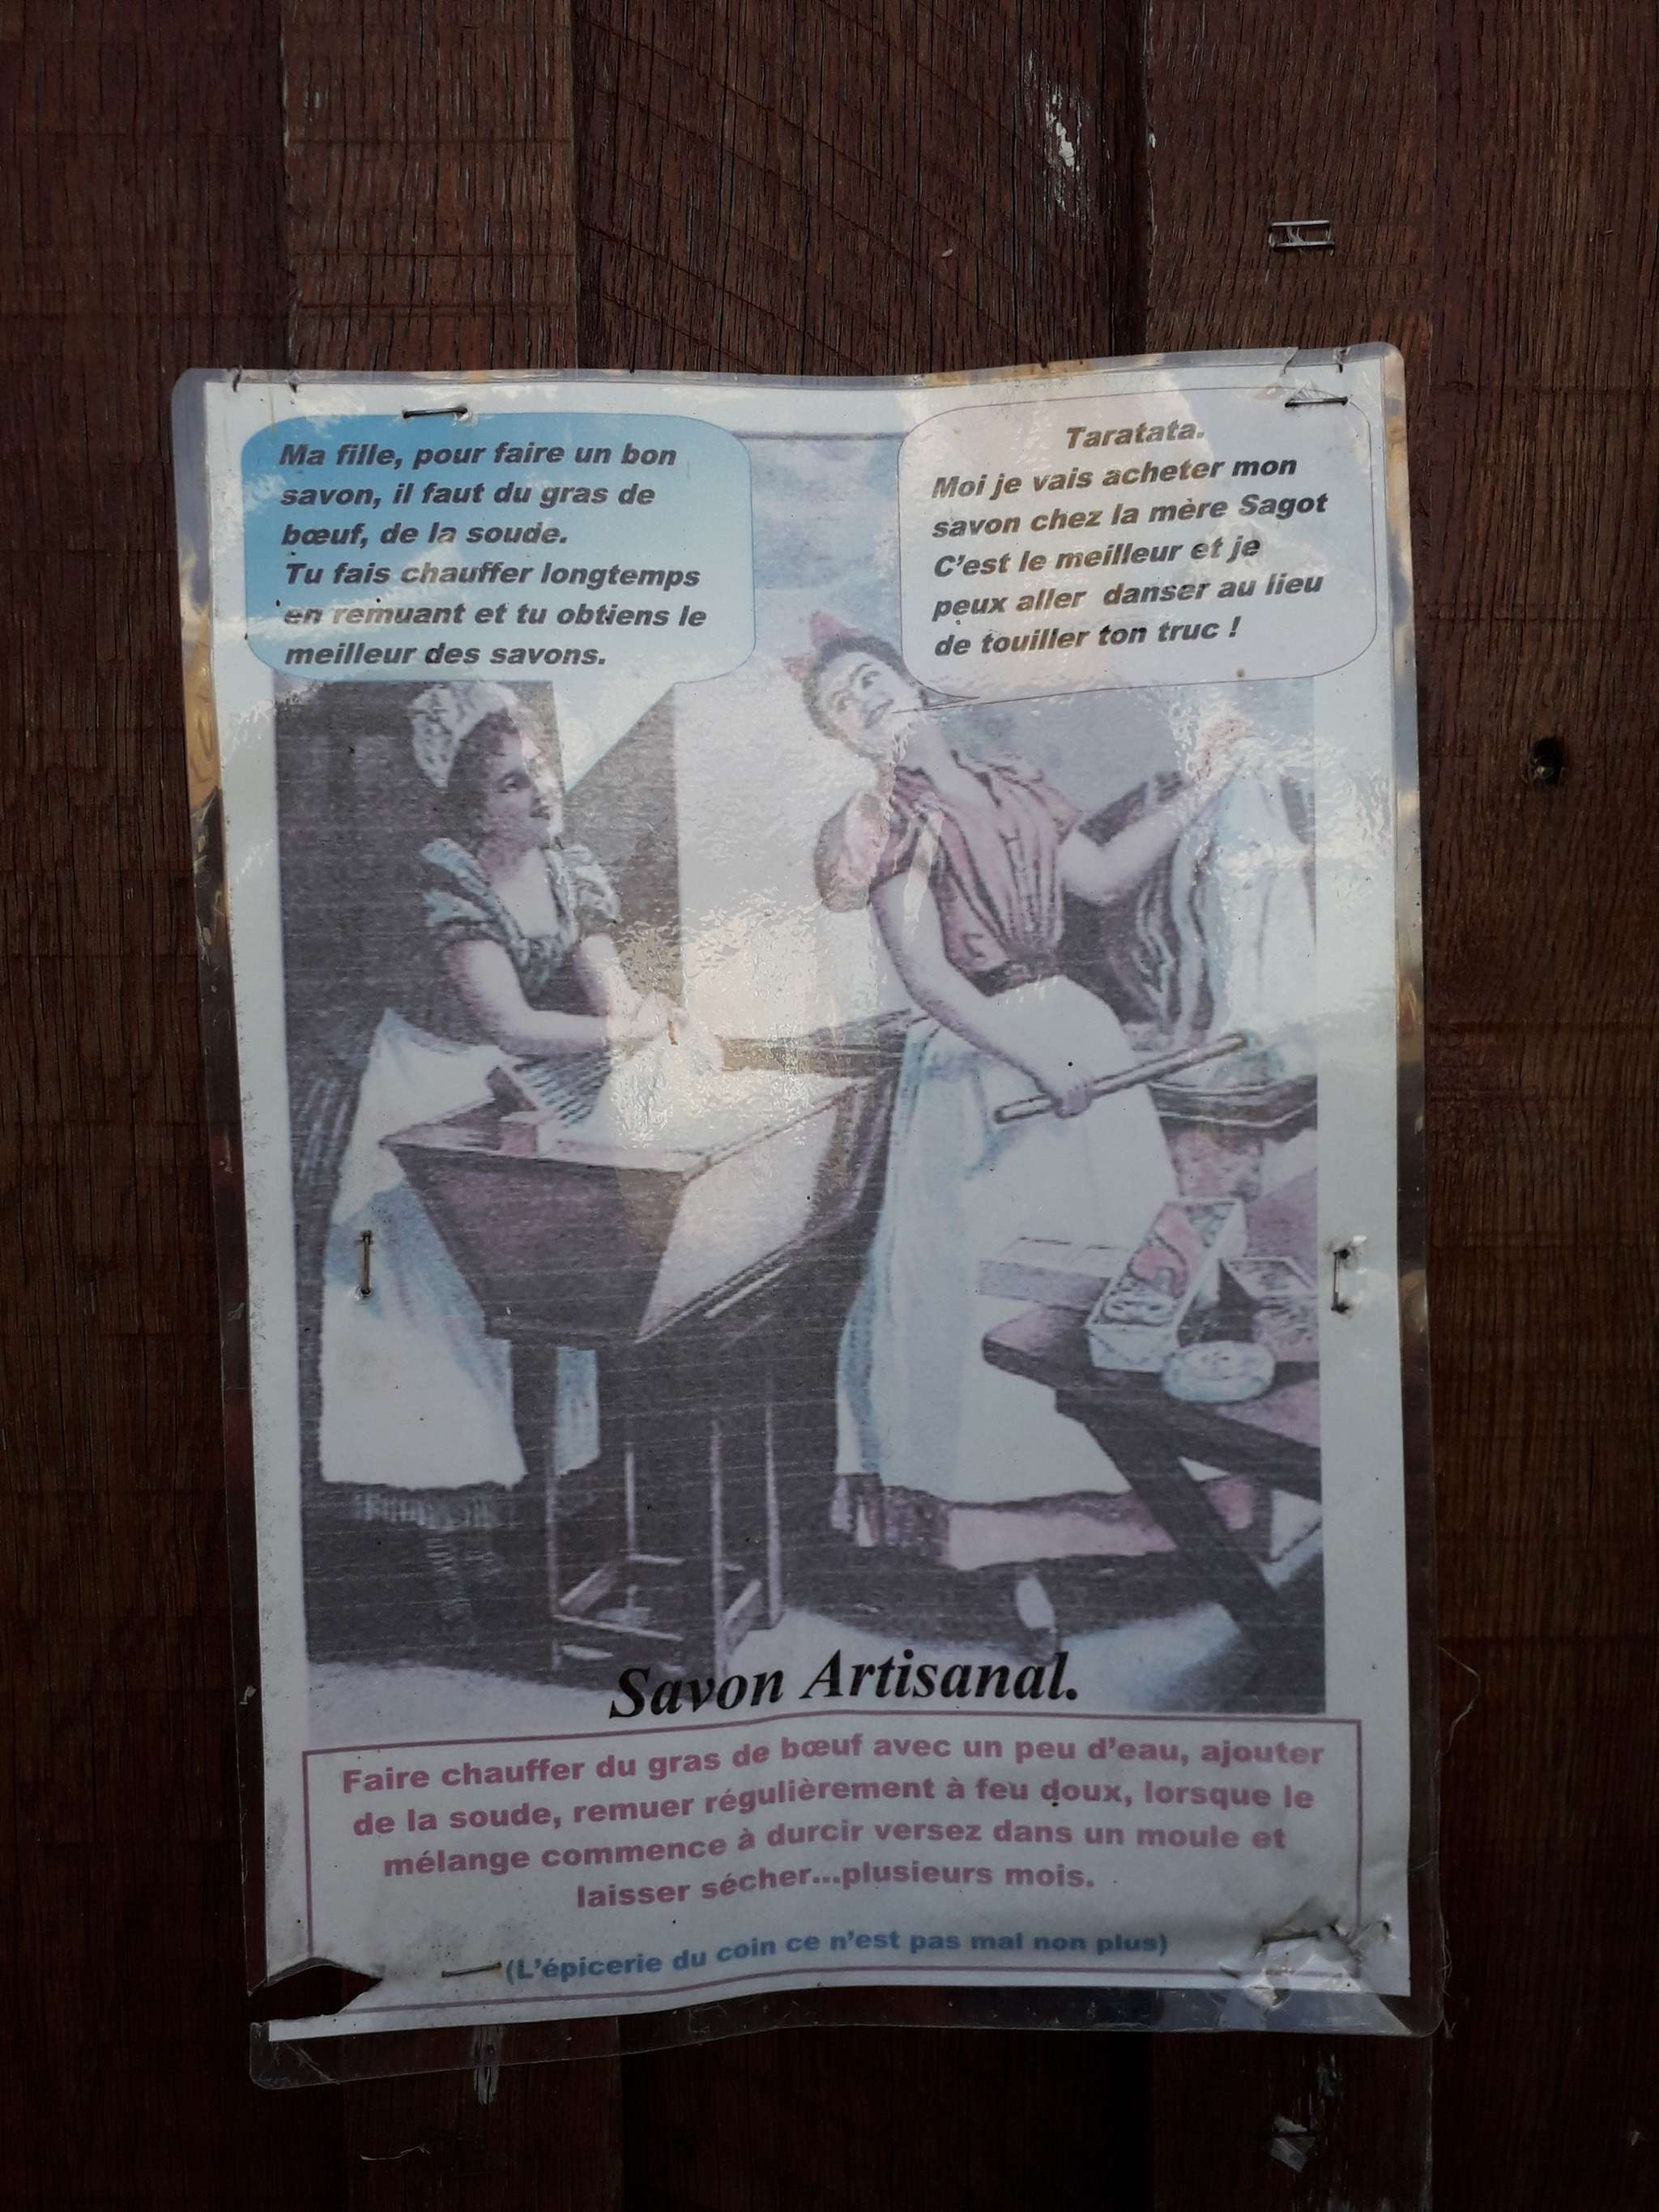 Ma fille, pour faire un bon
savon, il faut du gras de
bœuf, de la soude.
Tu fais chauffer longtemps
en remuant et tu obtiens le
meilleur des savons.
Taratata.
Moi je vais acheter mon
savon chez la mère Sagot
C'est le meilleur et je
peux aller danser au lieu
de touiller ton truc !
Savon Artisanal.
Faire chauffer du gras de bœuf avec un peu d'eau, ajouter
de la soude, remuer régulièrement à feu doux, lorsque le
mélange commence à durcir versez dans un moule et
laisser sécher...plusieurs mois.
(L'épicerie du coin ce n'est pas mal non plus)